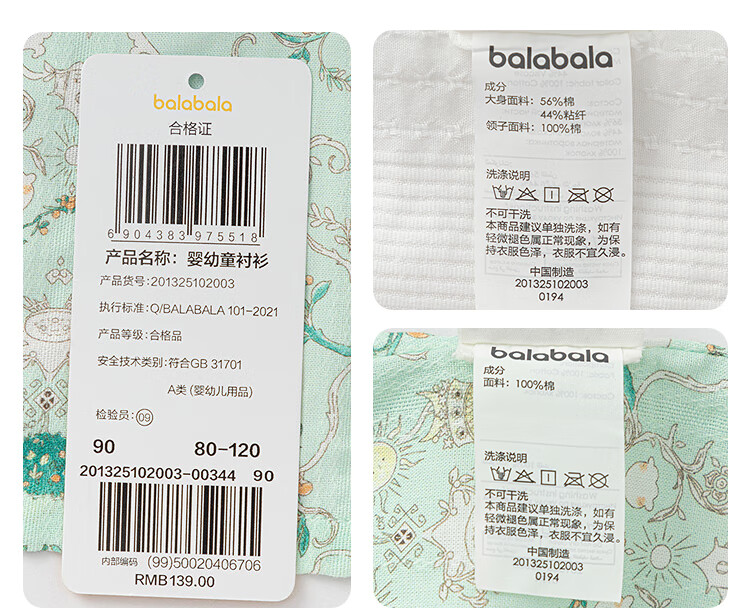 balabala
合格证
6 904383 975518
产品名称: 婴幼童衬衫
产品货号: 201325102003
执行标准: Q/BALABALA 101-2021
产品等级: 合格品
安全技术类别: 符合GB 31701
A类 (婴幼儿用品)
检验员: 09
90 80-120
201325102003-00344 90
内部编码 (99)50020406706
RMB139.00
balabala
成分
大身面料: 56%棉
44%粘纤
领子面料: 100%棉
洗涤说明
不可干洗
本商品建议单独洗涤, 如有
轻微褪色属正常现象, 为保
持衣服色泽, 衣服不宜久浸。
中国制造
201325102003
0194
balabala
成分
面料: 100%棉
洗涤说明
不可干洗
本商品建议单独洗涤, 如有
轻微褪色属正常现象, 为保
持衣服色泽, 衣服不宜久浸。
中国制造
201325102003
0194